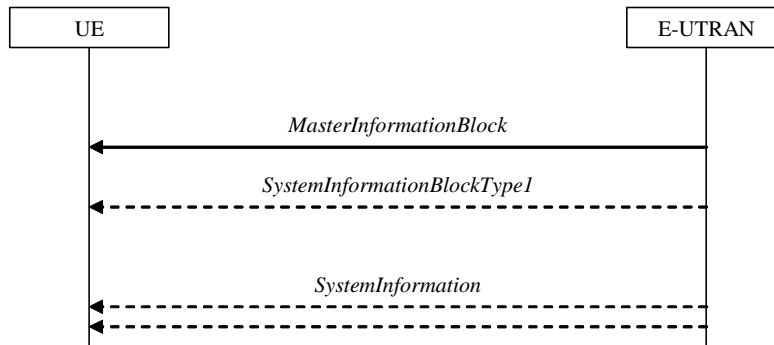 UE
E-UTRAN
MasterInformationBlock
SystemInformationBlockType1
SystemInformation